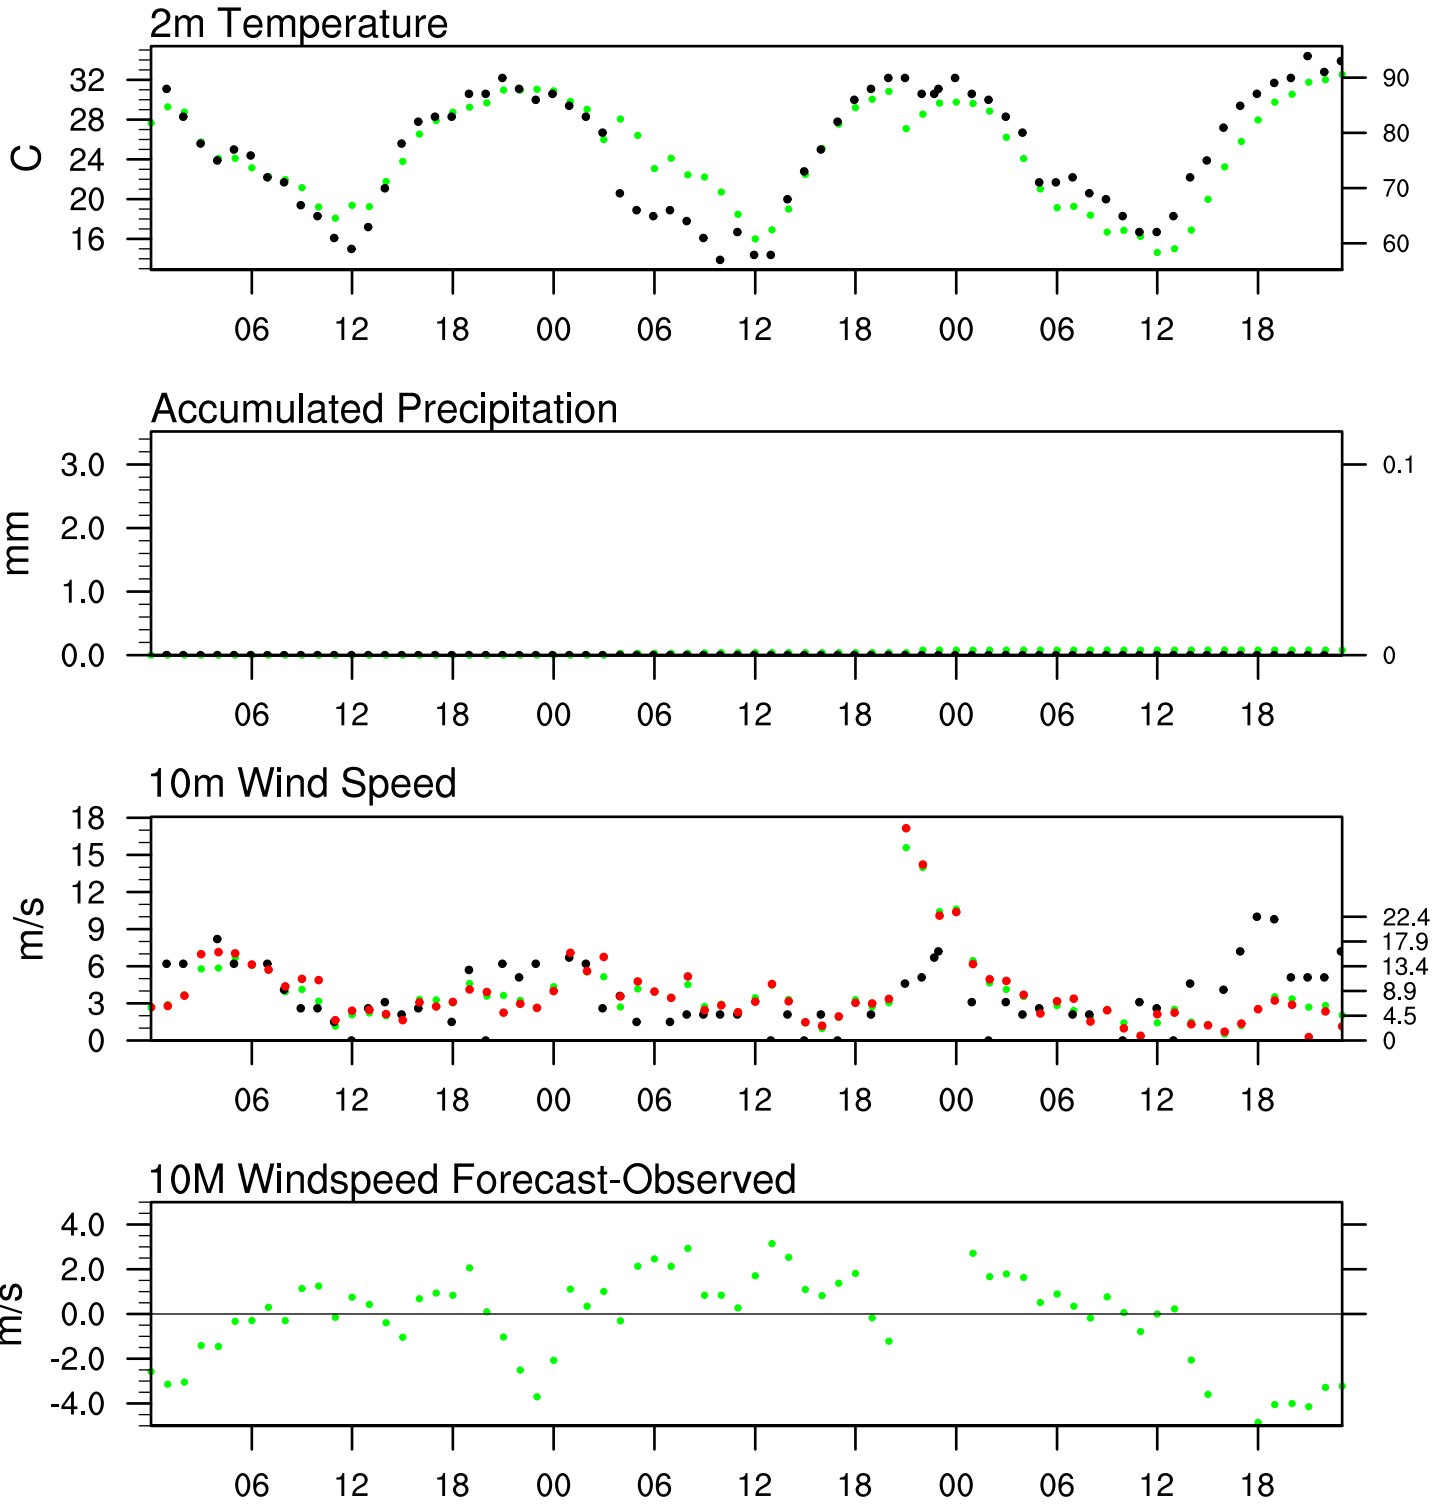 2m Temperature
32
28
24
20
16
C
90
80
70
60
06 12 18 00 06 12 18 00 06 12 18
Accumulated Precipitation
3.0
2.0
1.0
0.0
mm
0.1
0
06 12 18 00 06 12 18 00 06 12 18
10m Wind Speed
18
15
12
9
6
3
0
m/s
22.4
17.9
13.4
8.9
4.5
0
06 12 18 00 06 12 18 00 06 12 18
10M Windspeed Forecast-Observed
4.0
2.0
0.0
-2.0
-4.0
m/s
06 12 18 00 06 12 18 00 06 12 18